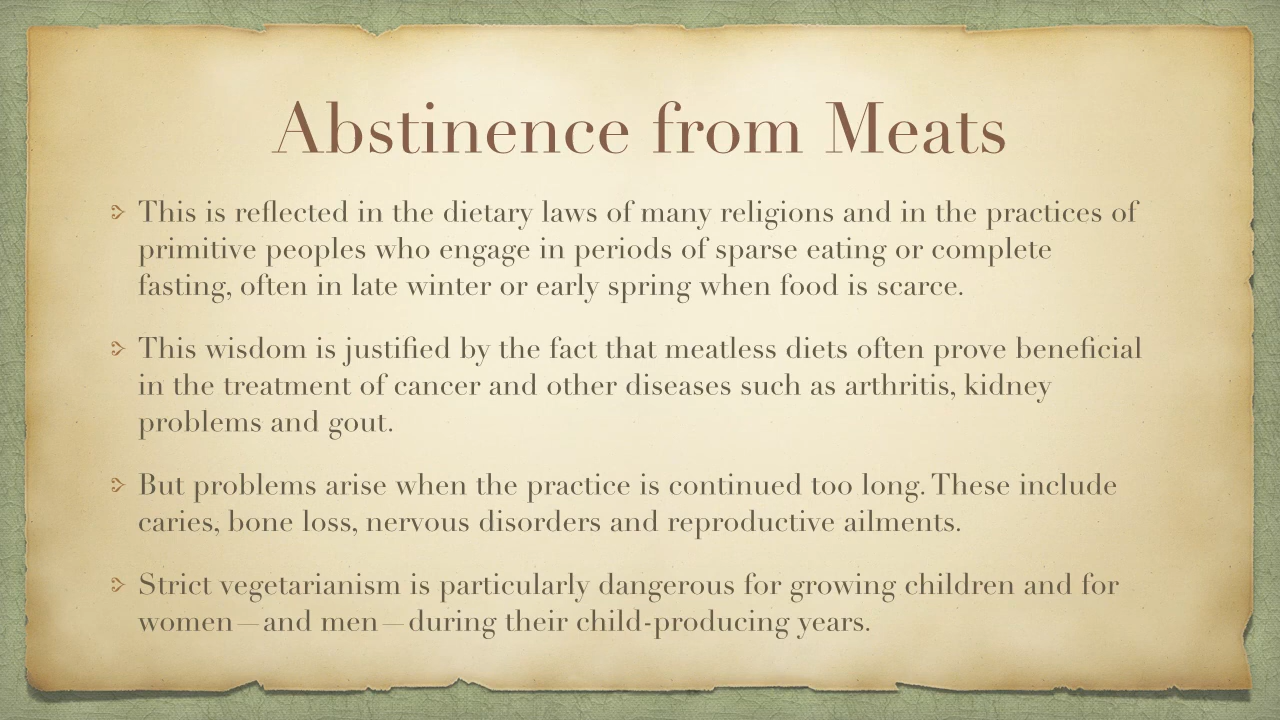 Abstinence from Meats
This is reflected in the dietary laws of many religions and in the practices of
primitive peoples who engage in periods of sparse eating or complete
fasting, often in late winter or early spring when food is scarce.
This wisdom is justified by the fact that meatless diets often prove beneficial
in the treatment of cancer and other diseases such as arthritis, kidney
problems and gout.
But problems arise when the practice is continued too long. These include
caries, bone loss, nervous disorders and reproductive ailments.
Strict vegetarianism is particularly dangerous for growing children and for
women—and men—during their child-producing years.